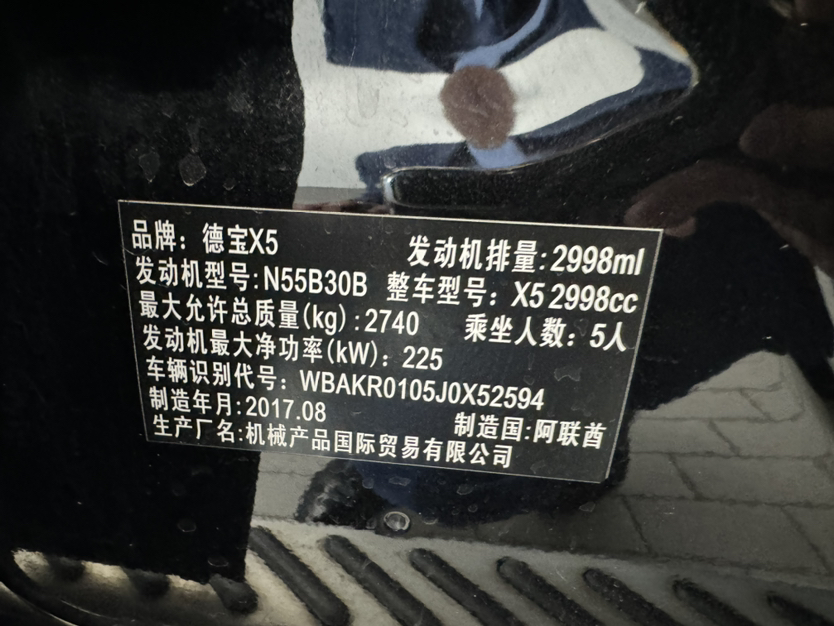 品牌：德宝X5 发动机排量:2998ml
发动机型号:N55B30B 整车型号：X5 2998cc
最大允许总质量(kg):2740 乘坐人数：5人
发动机最大净功率(kW)：225
车辆识别代号：WBAKR0105J0X52594
制造年月:2017.08 制造国:阿联酋
生产厂名:机械产品国际贸易有限公司